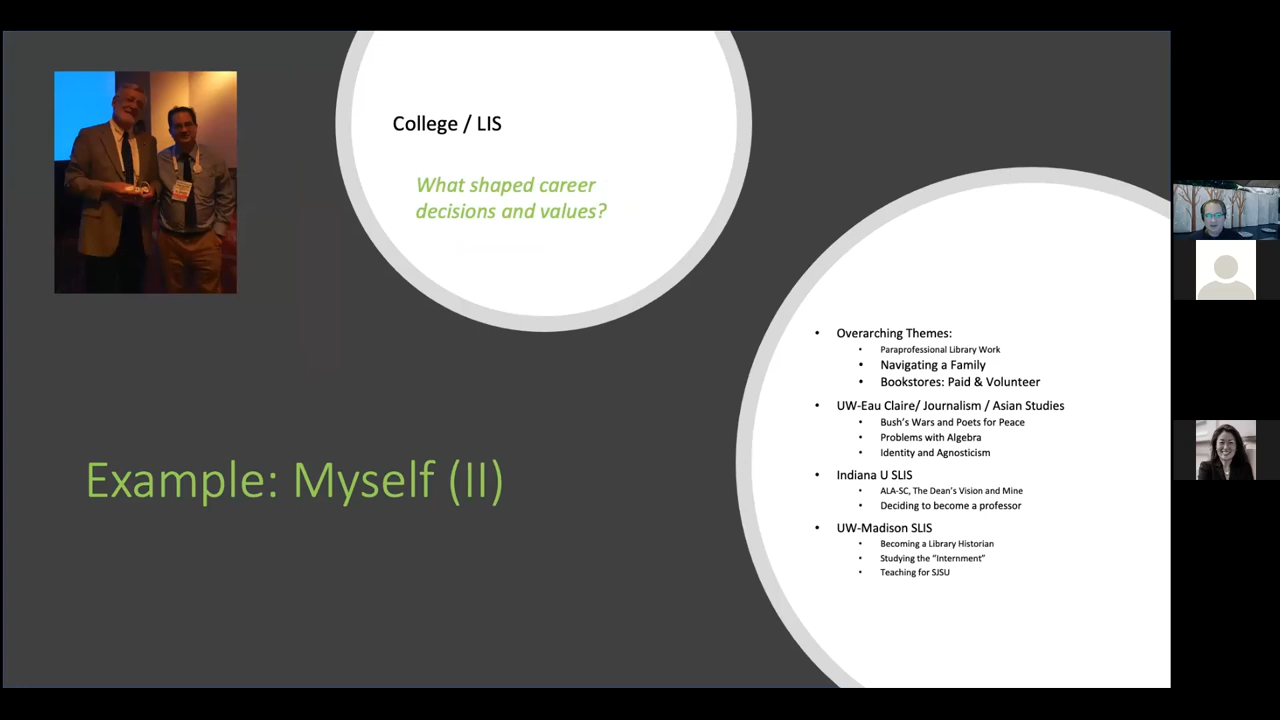 College / LIS
What shaped career
decisions and values?
Example: Myself (II)
• Overarching Themes:
• Paraprofessional Library Work
• Navigating a Family
• Bookstores: Paid & Volunteer
• UW-Eau Claire/ Journalism / Asian Studies
• Bush's Wars and Poets for Peace
• Problems with Algebra
• Identity and Agnosticism
• Indiana U SLIS
• ALA-SC, The Dean's Vision and Mine
• Deciding to become a professor
• UW-Madison SLIS
• Becoming a Library Historian
• Studying the "Internment"
• Teaching for SJSU